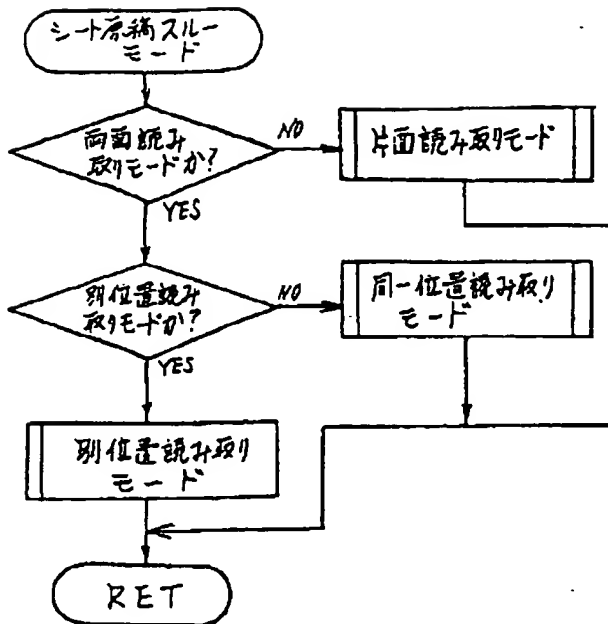 シート原稿スルー
モード
両面読み
取りモードか?
NO
片面読み取りモード
YES
別位置読み
取りモードか?
NO
同一位置読み取り
モード
YES
別位置読み取り
モード
RET